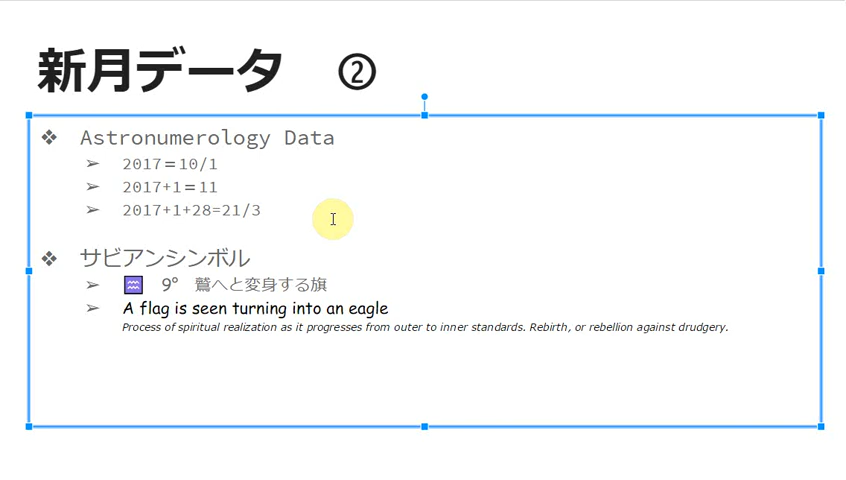 新月データ ②
❖ Astronumerology Data
➢ 2017=10/1
➢ 2017+1=11
➢ 2017+1+28=21/3
❖ サビアンシンボル
➢ ♒ 9° 鷲へと変身する旗
➢ A flag is seen turning into an eagle
Process of spiritual realization as it progresses from outer to inner standards. Rebirth, or rebellion against drudgery.